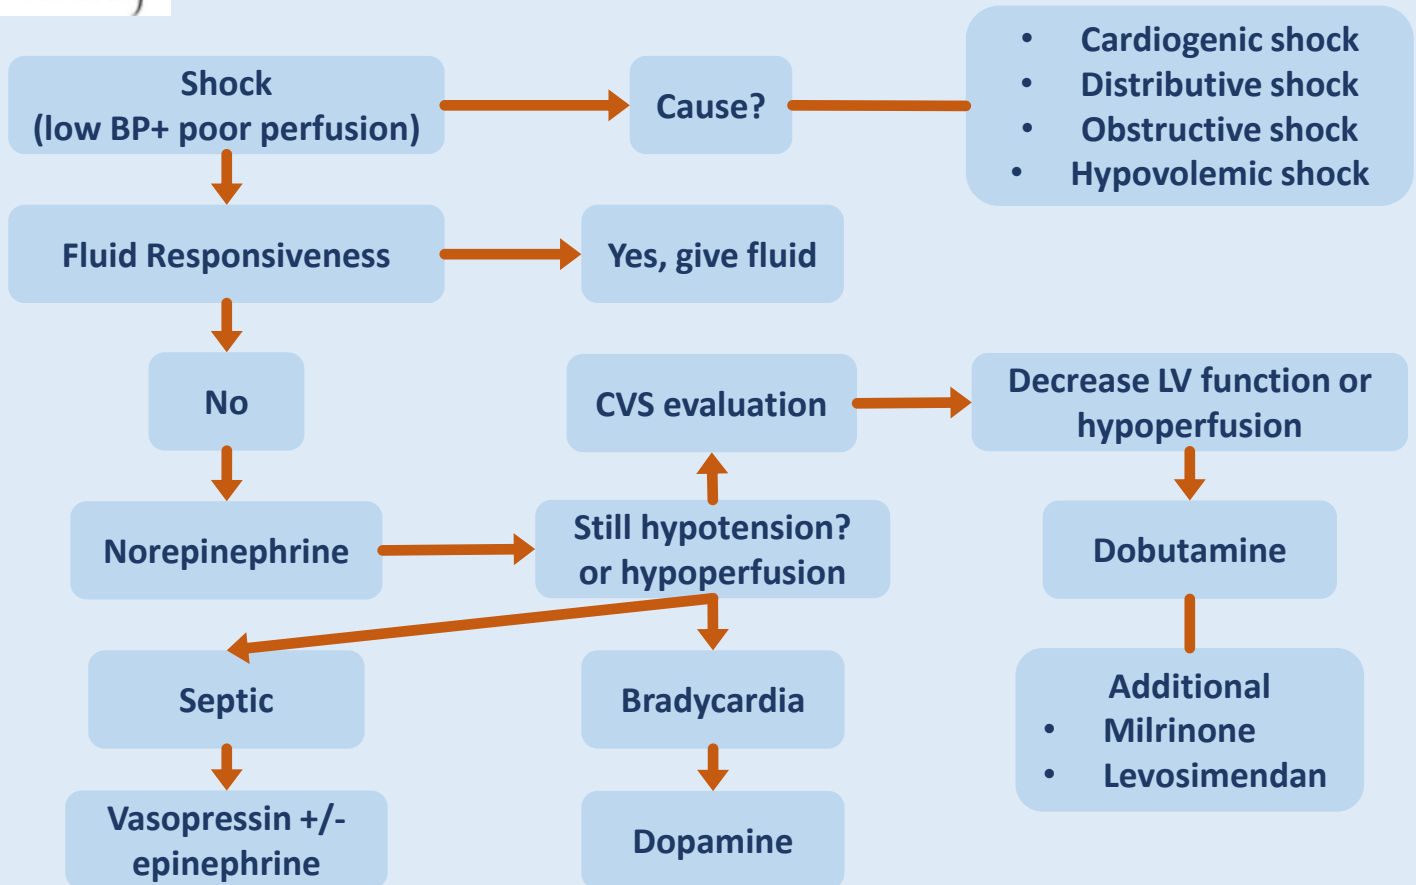 Shock
(low BP+ poor perfusion)
Cause?
• Cardiogenic shock
• Distributive shock
• Obstructive shock
• Hypovolemic shock
Fluid Responsiveness
Yes, give fluid
No
CVS evaluation
Decrease LV function or
hypoperfusion
Norepinephrine
Still hypotension?
or hypoperfusion
Dobutamine
Septic
Bradycardia
Additional
• Milrinone
• Levosimendan
Vasopressin +/-
epinephrine
Dopamine